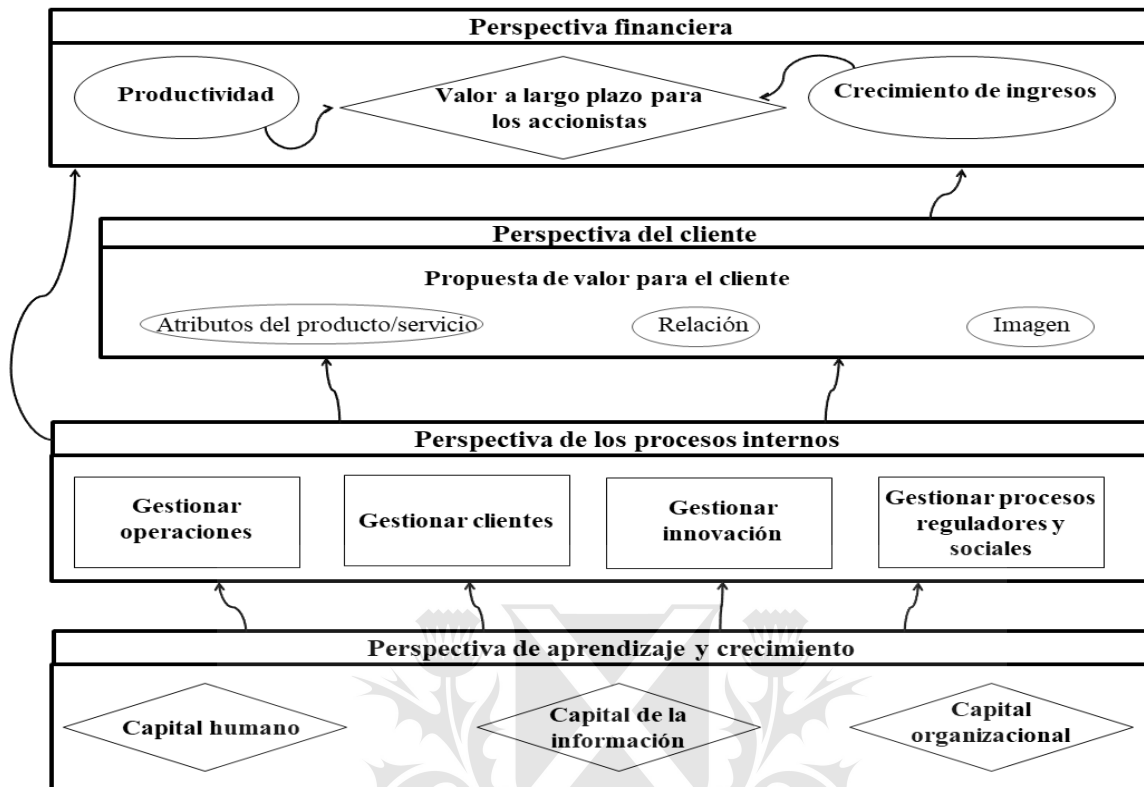 Perspectiva financiera
Productividad
Valor a largo plazo para
los accionistas
Crecimiento de ingresos
Perspectiva del cliente
Propuesta de valor para el cliente
Atributos del producto/servicio
Relación
Imagen
Perspectiva de los procesos internos
Gestionar
operaciones
Gestionar clientes
Gestionar
innovación
Gestionar procesos
reguladores y
sociales
Perspectiva de aprendizaje y crecimiento
Capital humano
Capital de la
información
Capital
organizacional